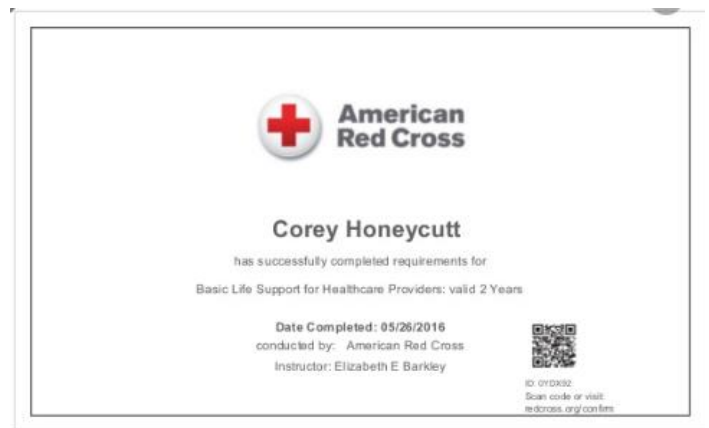 American
Red Cross
Corey Honeycutt
has successfully completed requirements for
Basic Life Support for Healthcare Providers: valid 2 Years
Date Completed: 05/26/2016
conducted by: American Red Cross
Instructor: Elizabeth E Barkley
ID: 0YDX92
Scan code or visit:
redcross.org/confirm